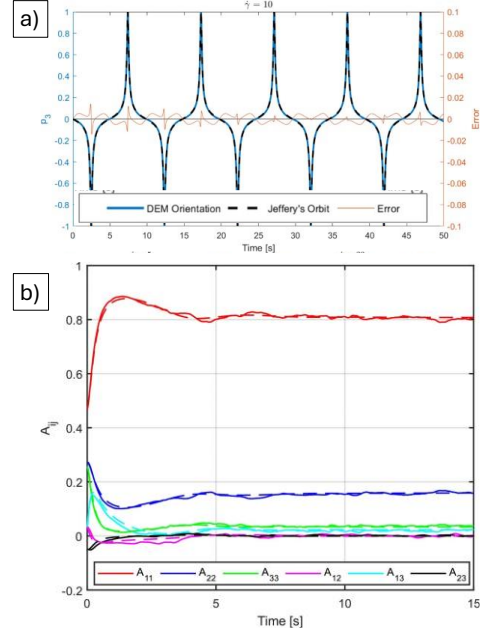 a)
γ̇ = 10
p₃
1
0.8
0.6
0.4
0.2
0
-0.2
-0.4
-0.6
-0.8
-1
0.1
0.08
0.06
0.04
0.02
0
-0.02
-0.04
-0.06
-0.08
-0.1
Error
DEM Orientation Jeffery's Orbit Error
0 5 10 15 20 25 30 35 40 45 50
Time [s]
b)
A_ij
1
0.8
0.6
0.4
0.2
0
-0.2
A₁₁ A₂₂ A₃₃ A₁₂ A₁₃ A₂₃
0 5 10 15
Time [s]